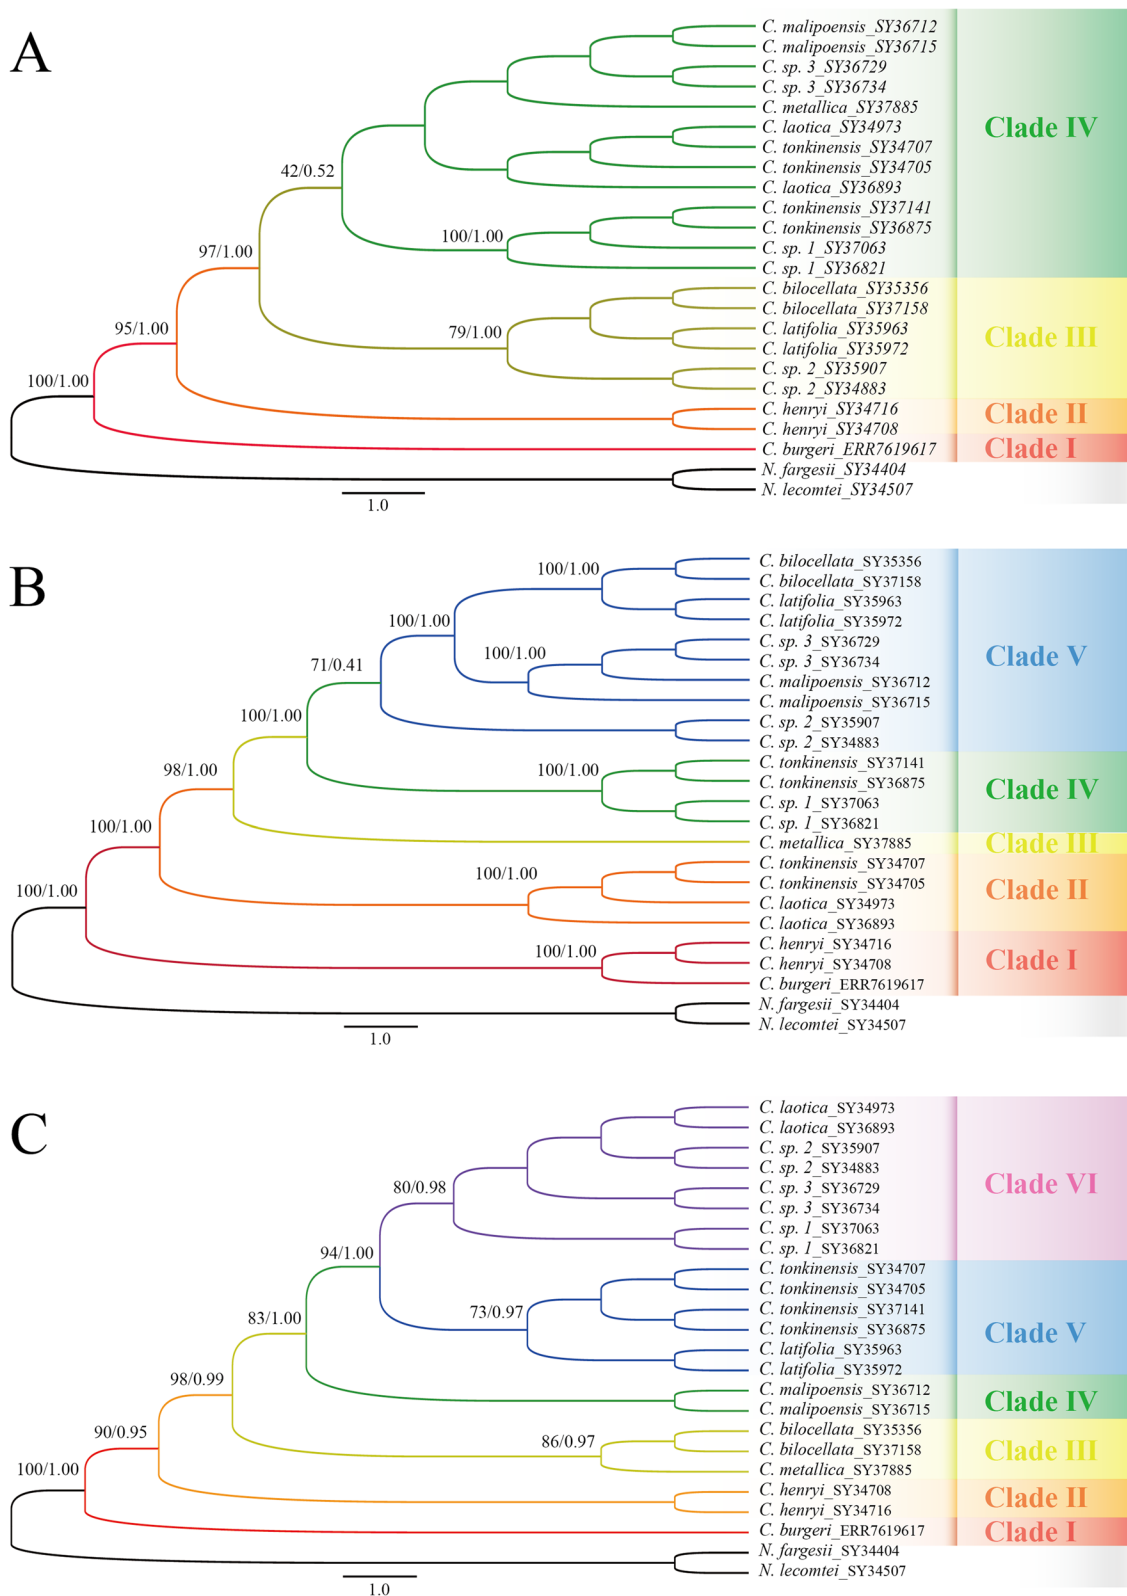 A
C. malipoensis_SY36712
C. malipoensis_SY36715
C. sp. 3_SY36729
C. sp. 3_SY36734
C. metallica_SY37885
C. laotica_SY34973
Clade IV
C. tonkinensis_SY34707
C. tonkinensis_SY34705
42/0.52
C. laotica_SY36893
C. tonkinensis_SY37141
C. tonkinensis_SY36875
100/1.00
C. sp. 1_SY37063
97/1.00
C. sp. 1_SY36821
C. bilocellata_SY35356
C. bilocellata_SY37158
95/1.00
79/1.00
C. latifolia_SY35963
Clade III
C. latifolia_SY35972
C. sp. 2_SY35907
100/1.00
C. sp. 2_SY34883
C. henryi_SY34716
Clade II
C. henryi_SY34708
C. burgeri_ERR7619617
Clade I
N. fargesii_SY34404
N. lecomtei_SY34507
1.0
B
C. bilocellata_SY35356
100/1.00
C. bilocellata_SY37158
C. latifolia_SY35963
100/1.00
C. latifolia_SY35972
C. sp. 3_SY36729
100/1.00
C. sp. 3_SY36734
Clade V
71/0.41
C. malipoensis_SY36712
C. malipoensis_SY36715
100/1.00
C. sp. 2_SY35907
C. sp. 2_SY34883
C. tonkinensis_SY37141
98/1.00
100/1.00
C. tonkinensis_SY36875
Clade IV
C. sp. 1_SY37063
C. sp. 1_SY36821
100/1.00
C. metallica_SY37885
Clade III
C. tonkinensis_SY34707
100/1.00
C. tonkinensis_SY34705
Clade II
100/1.00
C. laotica_SY34973
C. laotica_SY36893
C. henryi_SY34716
100/1.00
C. henryi_SY34708
Clade I
C. burgeri_ERR7619617
N. fargesii_SY34404
N. lecomtei_SY34507
1.0
C
C. laotica_SY34973
C. laotica_SY36893
C. sp. 2_SY35907
C. sp. 2_SY34883
80/0.98
C. sp. 3_SY36729
Clade VI
C. sp. 3_SY36734
C. sp. 1_SY37063
94/1.00
C. sp. 1_SY36821
C. tonkinensis_SY34707
C. tonkinensis_SY34705
83/1.00
73/0.97
C. tonkinensis_SY37141
C. tonkinensis_SY36875
Clade V
C. latifolia_SY35963
98/0.99
C. latifolia_SY35972
C. malipoensis_SY36712
Clade IV
C. malipoensis_SY36715
90/0.95
C. bilocellata_SY35356
86/0.97
C. bilocellata_SY37158
Clade III
100/1.00
C. metallica_SY37885
C. henryi_SY34708
Clade II
C. henryi_SY34716
C. burgeri_ERR7619617
Clade I
N. fargesii_SY34404
N. lecomtei_SY34507
1.0